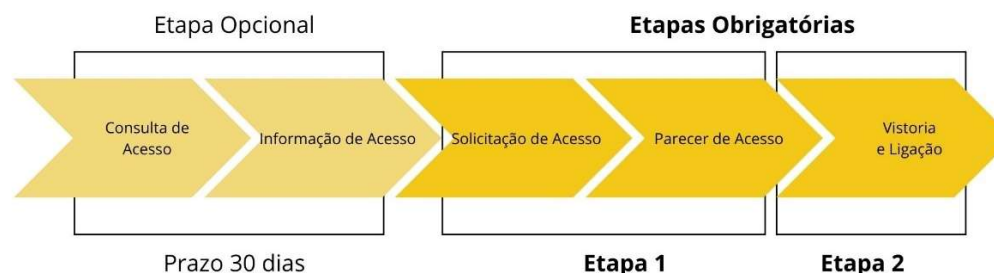 Etapa Opcional
Etapas Obrigatórias
Consulta de
Acesso
Informação de Acesso
Solicitação de Acesso
Parecer de Acesso
Vistoria
e Ligação
Prazo 30 dias
Etapa 1
Etapa 2